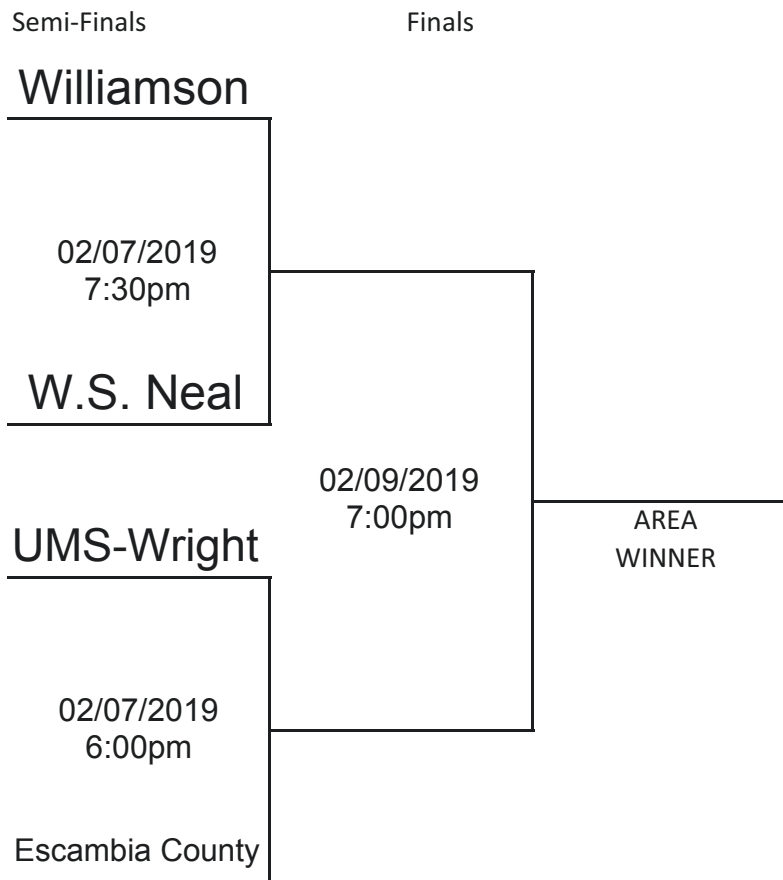 Semi-Finals
Finals
Williamson
02/07/2019
7:30pm
W.S. Neal
02/09/2019
7:00pm
AREA
WINNER
UMS-Wright
02/07/2019
6:00pm
Escambia County